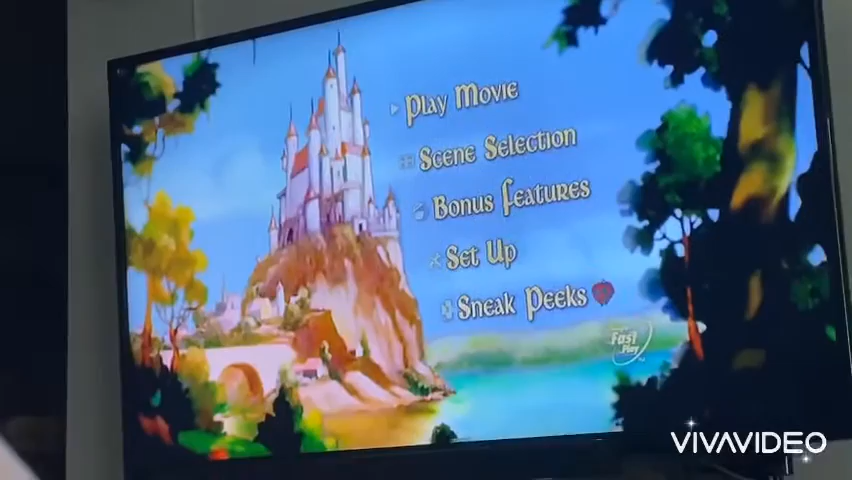 Play Movie
Scene Selection
Bonus Features
Set Up
Sneak Peeks
Fast
Play
VIVAVIDEO